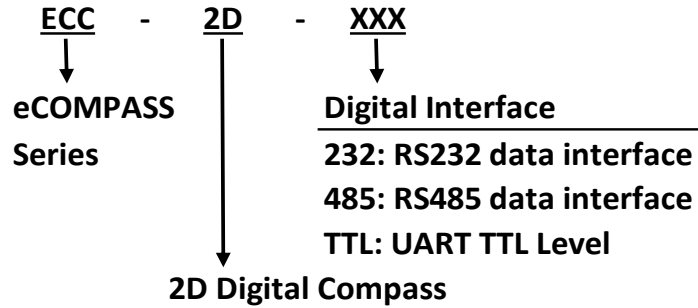 ECC - 2D - XXX
eCOMPASS
Series
Digital Interface
232: RS232 data interface
485: RS485 data interface
TTL: UART TTL Level
2D Digital Compass